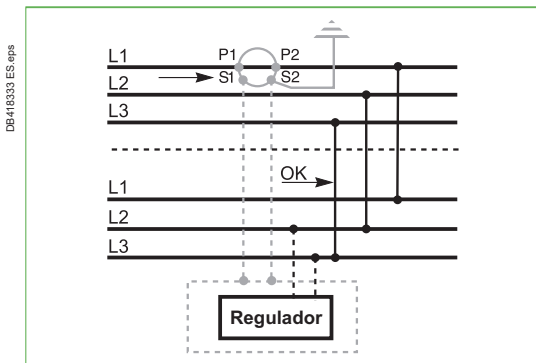 DB418333 ES.eps
L1 P1 P2
S1 S2
L2
L3
OK
L1
L2
L3
Regulador